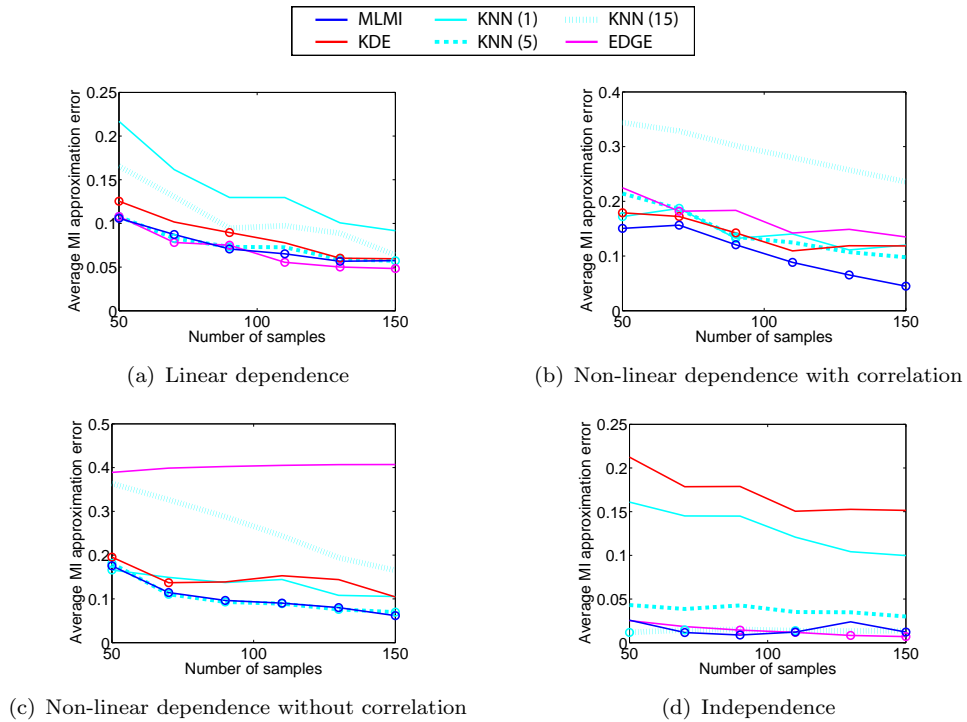 MLMI KNN (1) KNN (15)
KDE KNN (5) EDGE
Average MI approximation error
0.25
0.2
0.15
0.1
0.05
0
50 100 150
Number of samples
(a) Linear dependence
Average MI approximation error
0.4
0.3
0.2
0.1
0
50 100 150
Number of samples
(b) Non-linear dependence with correlation
Average MI approximation error
0.5
0.4
0.3
0.2
0.1
0
50 100 150
Number of samples
(c) Non-linear dependence without correlation
Average MI approximation error
0.25
0.2
0.15
0.1
0.05
0
50 100 150
Number of samples
(d) Independence